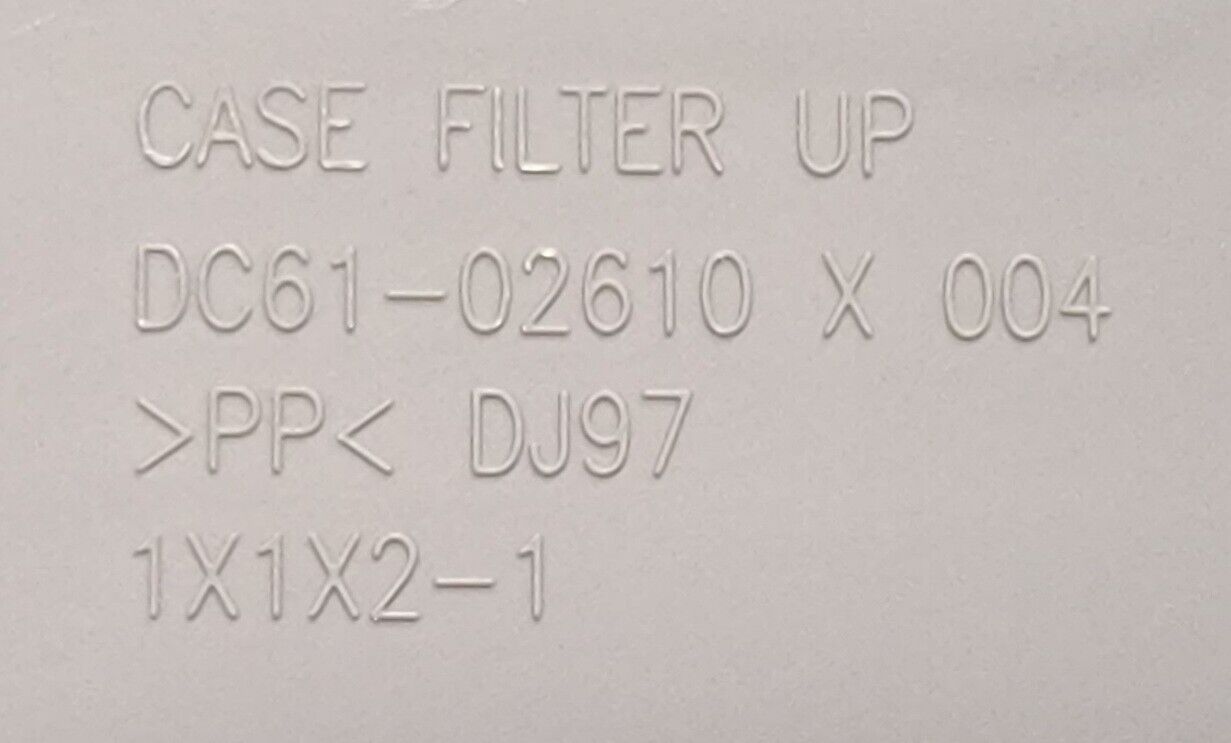 CASE FILTER UP
DC61-02610 X 004
>PP< DJ97
1X1X2-1